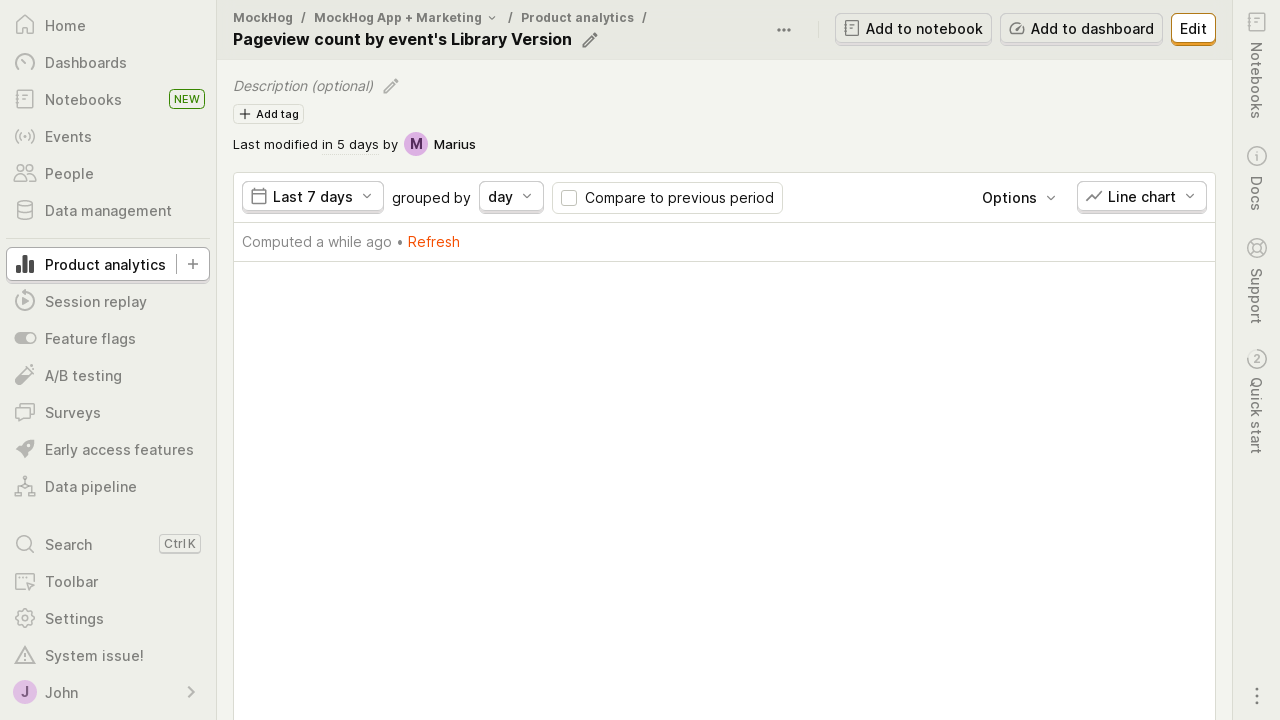 Home
Dashboards
Notebooks NEW
Events
People
Data management
Product analytics
Session replay
Feature flags
A/B testing
Surveys
Early access features
Data pipeline
Search Ctrl K
Toolbar
Settings
System issue!
J John
MockHog / MockHog App + Marketing / Product analytics /
Pageview count by event's Library Version
Add to notebook
Add to dashboard
Edit
Description (optional)
Add tag
Last modified in 5 days by M Marius
Last 7 days grouped by day Compare to previous period Options Line chart
Computed a while ago • Refresh
Notebooks
Docs
Support
2
Quick start